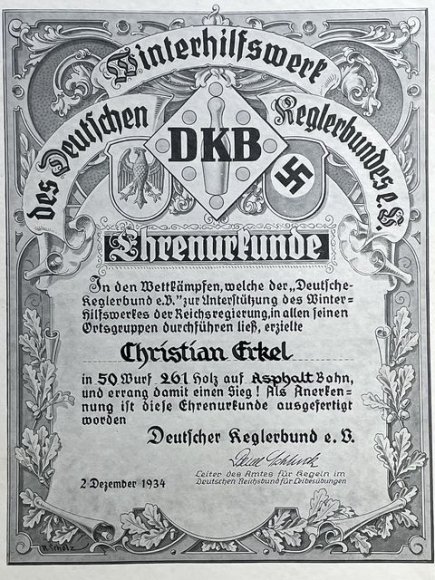 Winterhilfswerk
des Deutschen Keglerbundes e.V.
DKB
Ehrenurkunde
In den Wettkämpfen, welche der „Deutsche-
Keglerbund e.V." zur Unterstützung des Winter-
Hilfswerkes der Reichsregierung, in allen seinen
Ortsgruppen durchführen ließ, erzielte
Christian Erkel
in 50 Wurf 261 Holz auf Asphalt Bahn,
und errang damit einen Sieg! Als Anerken-
nung ist diese Ehrenurkunde ausgefertigt
worden
Deutscher Keglerbund e.V.
Leiter des Amtes für Kegeln im
2 Dezember 1934 Deutschen Reichsbund für Leibesübungen
R. Scholz